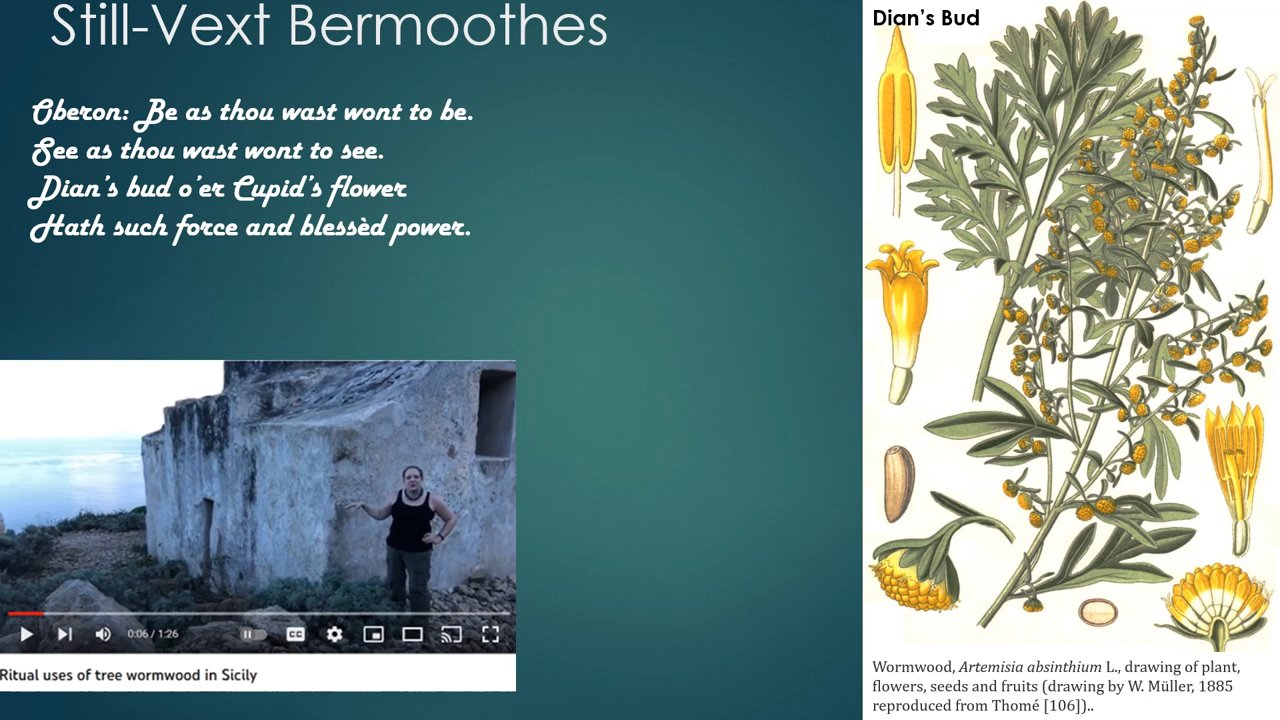 Still-Vext Bermoothes
Oberon: Be as thou wast wont to be.
See as thou wast wont to see.
Dian's bud o'er Cupid's flower
Hath such force and blessèd power.
0:06 / 1:26
CC
Ritual uses of tree wormwood in Sicily
Dian's Bud
Wormwood, Artemisia absinthium L., drawing of plant,
flowers, seeds and fruits (drawing by W. Müller, 1885
reproduced from Thomé [106])..